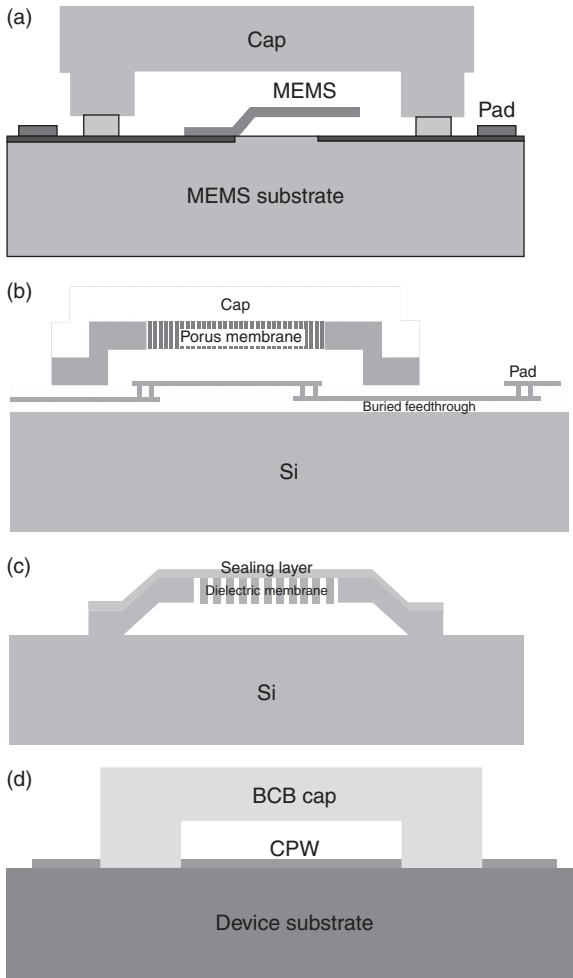 (a)
Cap
MEMS
Pad
MEMS substrate
(b)
Cap
Porus membrane
Pad
Buried feedthrough
Si
(c)
Sealing layer
Dielectric membrane
Si
(d)
BCB cap
CPW
Device substrate